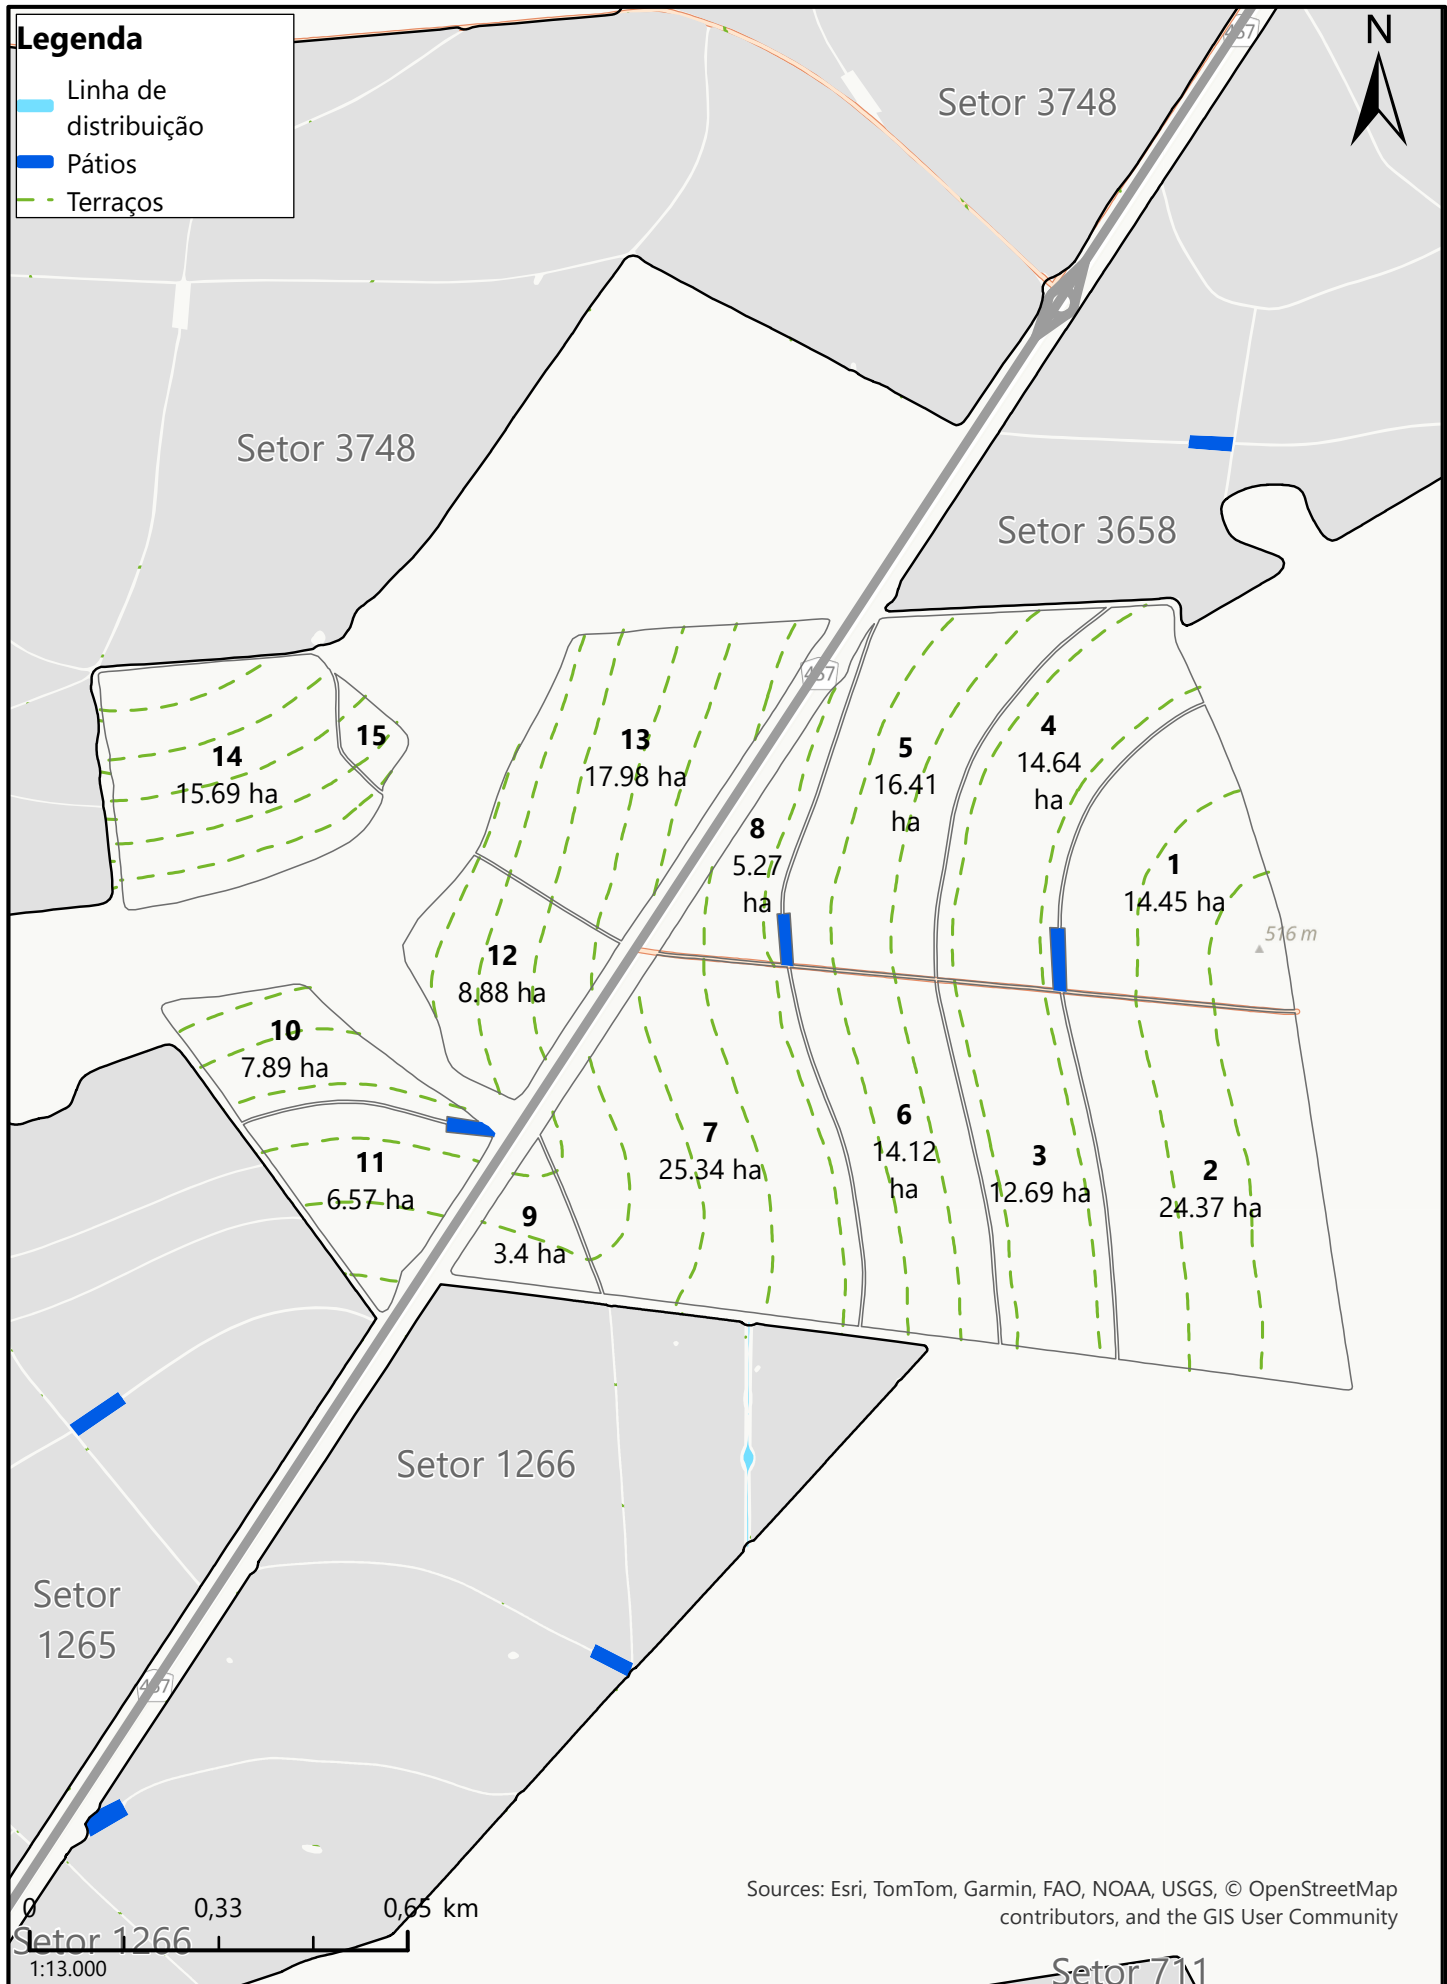 Legenda
Linha de
distribuição
Pátios
Terraços
N
Setor 3748
Setor 3748
Setor 3658
14
15.69 ha
15
13
17.98 ha
5
16.41
ha
4
14.64
ha
8
5.27
ha
1
14.45 ha
516 m
12
8.88 ha
10
7.89 ha
11
6.57 ha
9
3.4 ha
7
25.34 ha
6
14.12
ha
3
12.69 ha
2
24.37 ha
Setor 1266
Setor
1265
0
0,33
0,65 km
Setor 1266
1:13.000
Sources: Esri, TomTom, Garmin, FAO, NOAA, USGS, © OpenStreetMap
contributors, and the GIS User Community
Setor 711